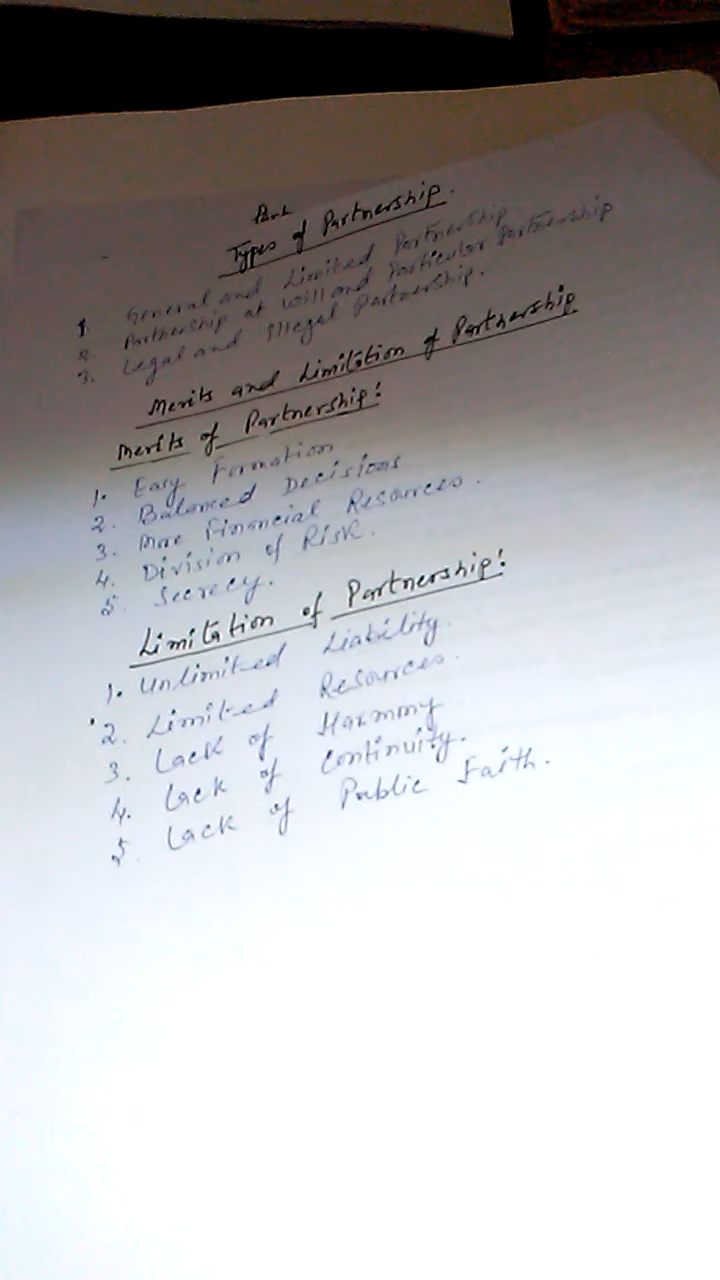 Part
Types of Partnership.
1 General and Limited Partnership
2. Partnership at will and Particular Partnership
3. Legal and illegal Partnership.
Merits and Limitation of Partnership
Merits of Partnership:
1. Easy Formation
2. Balanced Decisions
3. More Financial Resources.
4. Division of Risk.
5. Secrecy.
Limitation of Partnership:
1. Unlimited Liability.
2. Limited Resources.
3. Lack of Harmony
4. Lack of Continuity.
5. Lack of Public Faith.